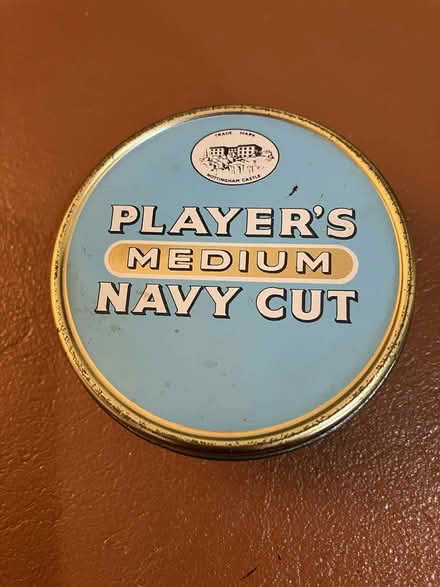 TRADE MARK
NOTTINGHAM CASTLE
PLAYER'S
MEDIUM
NAVY CUT